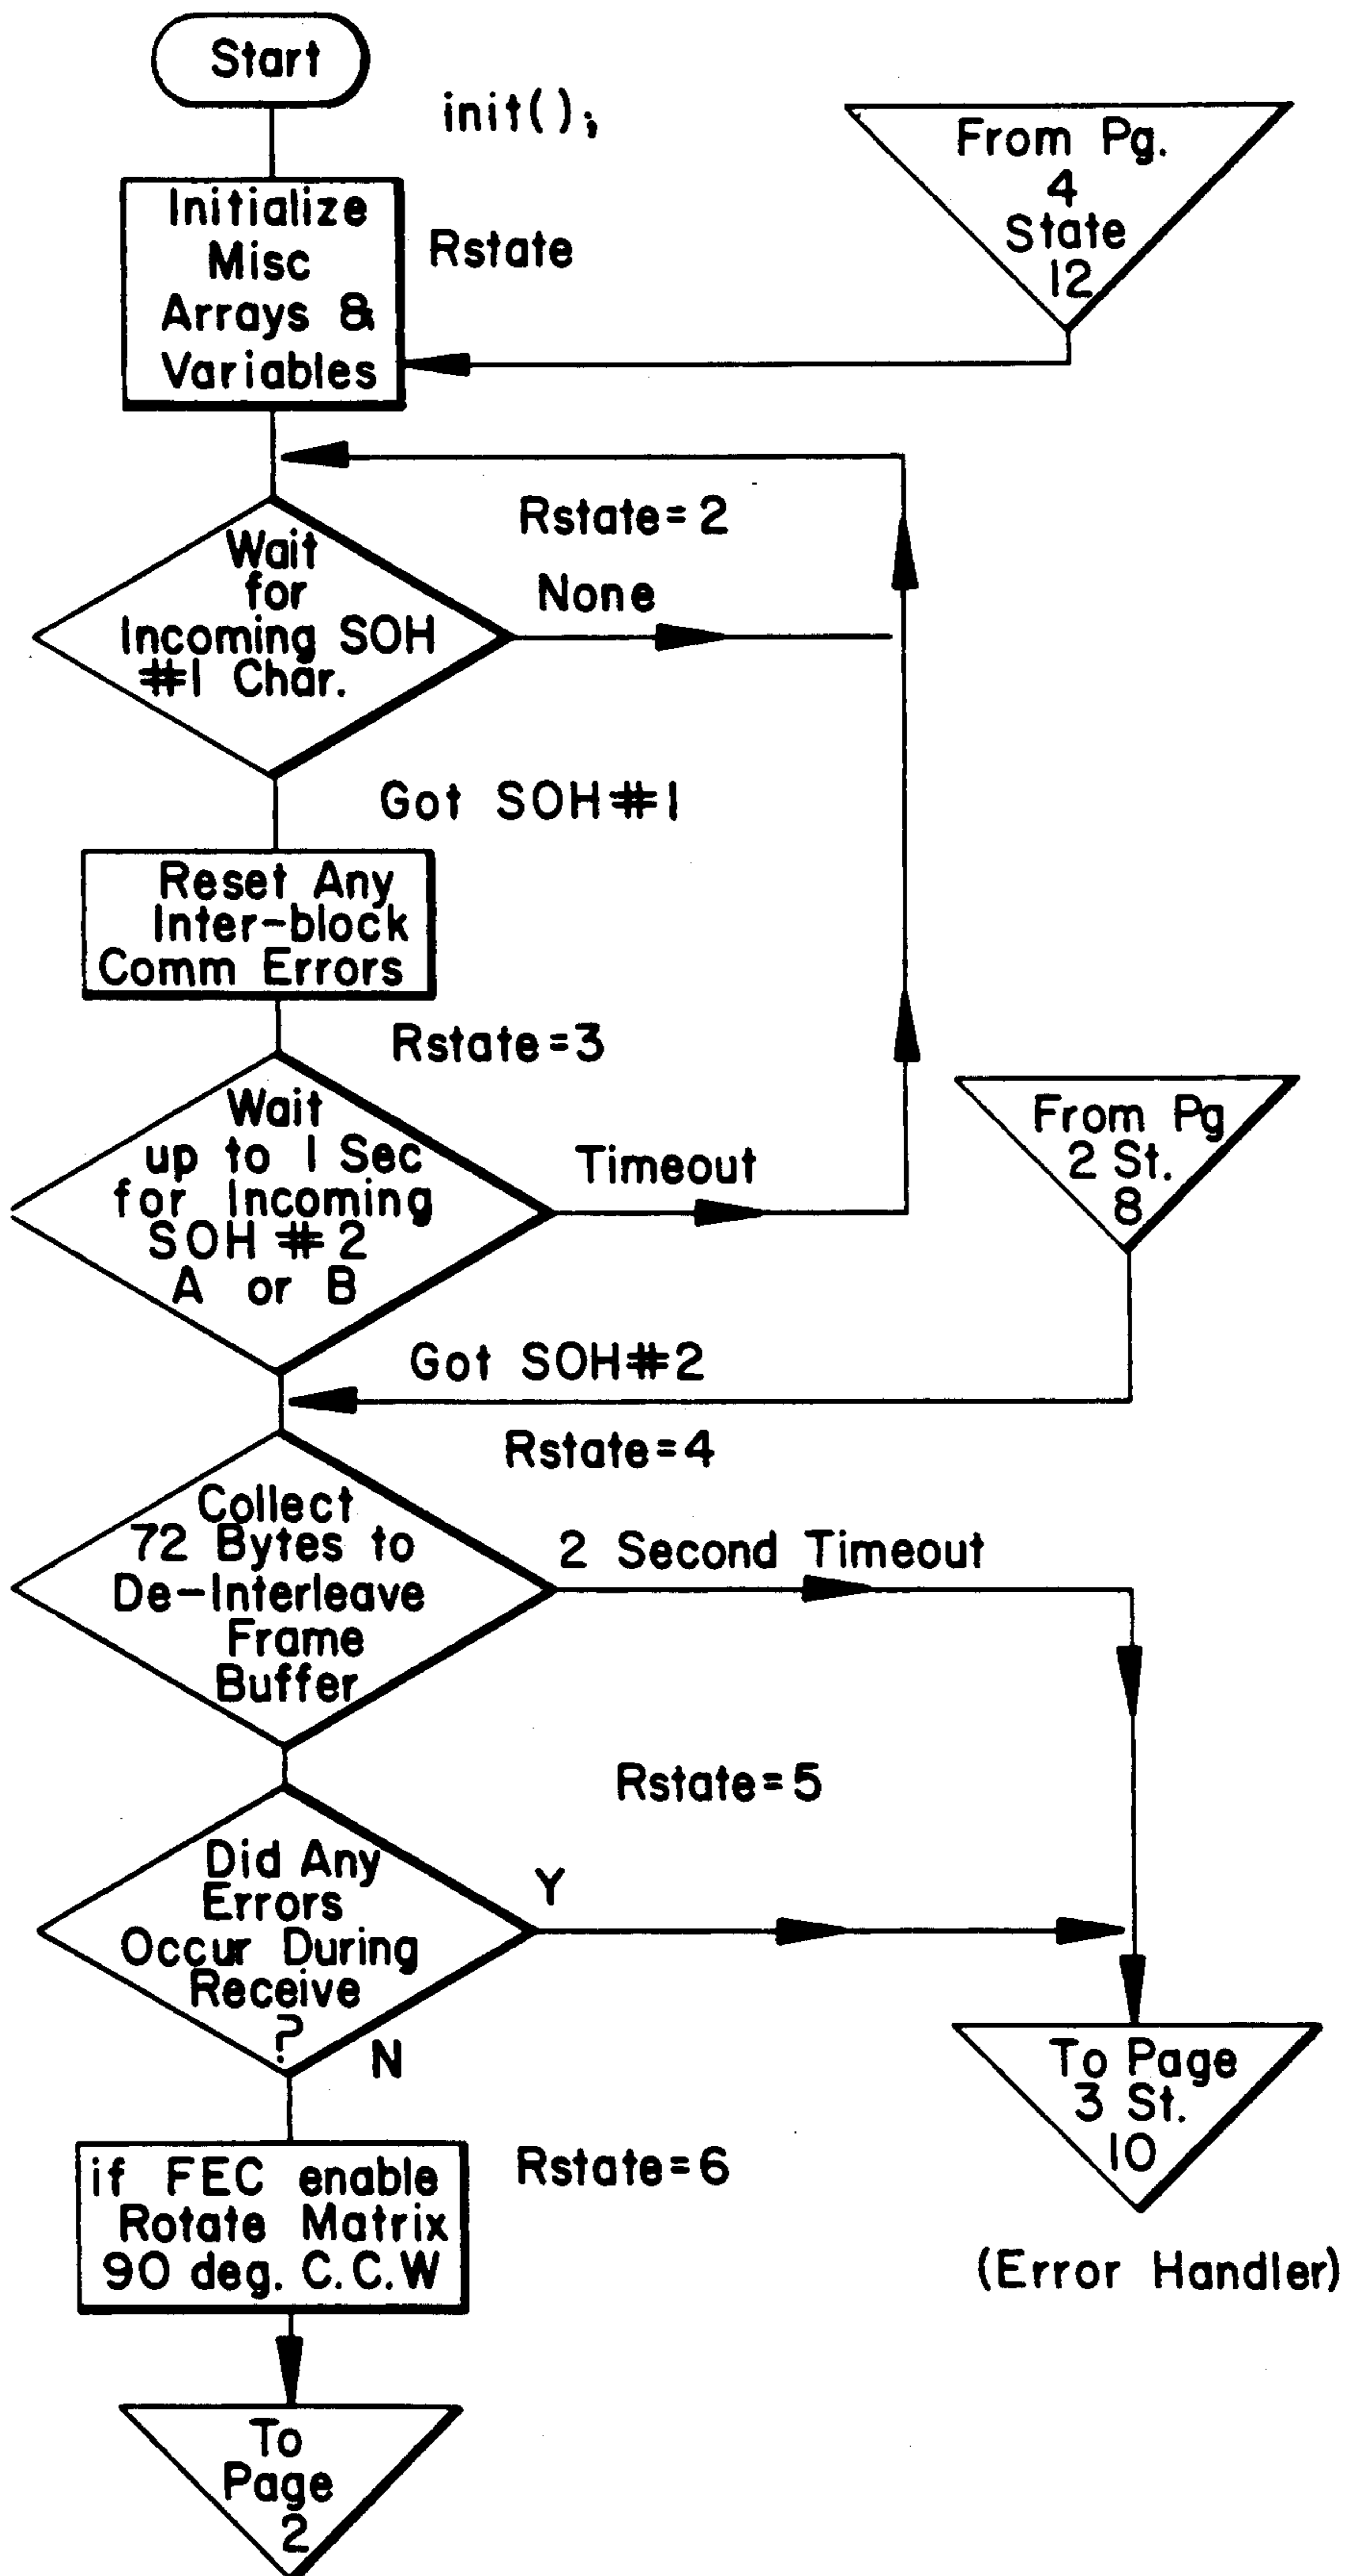 Start
init();
From Pg.
4
State
12
Initialize
Misc
Arrays &
Variables
Rstate
Rstate=2
Wait
for
Incoming SOH
#1 Char.
None
Got SOH#1
Reset Any
Inter-block
Comm Errors
Rstate=3
Wait
up to 1 Sec
for Incoming
SOH #2
A or B
Timeout
From Pg
2 St.
8
Got SOH#2
Rstate=4
Collect
72 Bytes to
De-Interleave
Frame
Buffer
2 Second Timeout
Rstate=5
Did Any
Errors
Occur During
Receive
?
Y
N
To Page
3 St.
10
(Error Handler)
if FEC enable
Rotate Matrix
90 deg. C.C.W
Rstate=6
To
Page
2